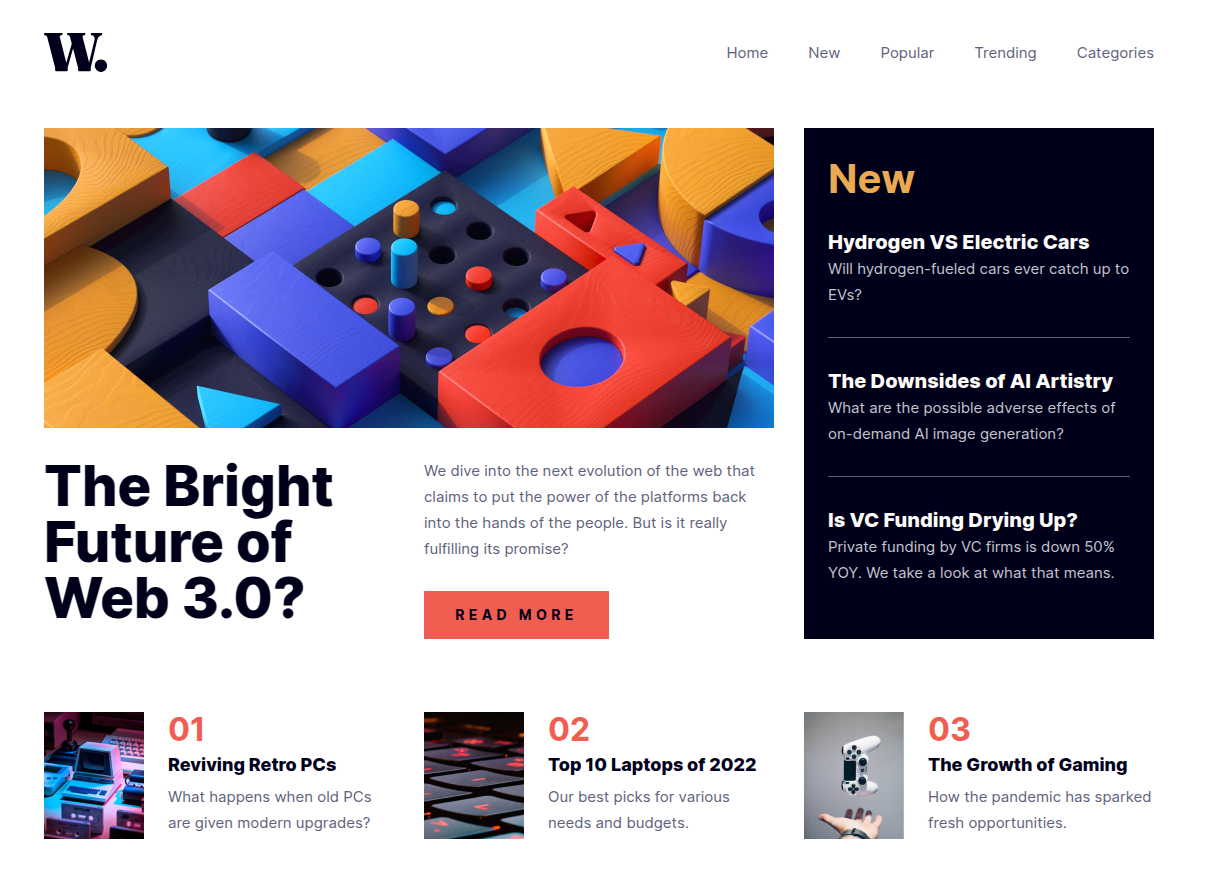 W.
Home
New
Popular
Trending
Categories
The Bright
Future of
Web 3.0?
We dive into the next evolution of the web that
claims to put the power of the platforms back
into the hands of the people. But is it really
fulfilling its promise?
READ MORE
New
Hydrogen VS Electric Cars
Will hydrogen-fueled cars ever catch up to
EVs?
The Downsides of AI Artistry
What are the possible adverse effects of
on-demand AI image generation?
Is VC Funding Drying Up?
Private funding by VC firms is down 50%
YOY. We take a look at what that means.
01
Reviving Retro PCs
What happens when old PCs
are given modern upgrades?
02
Top 10 Laptops of 2022
Our best picks for various
needs and budgets.
03
The Growth of Gaming
How the pandemic has sparked
fresh opportunities.